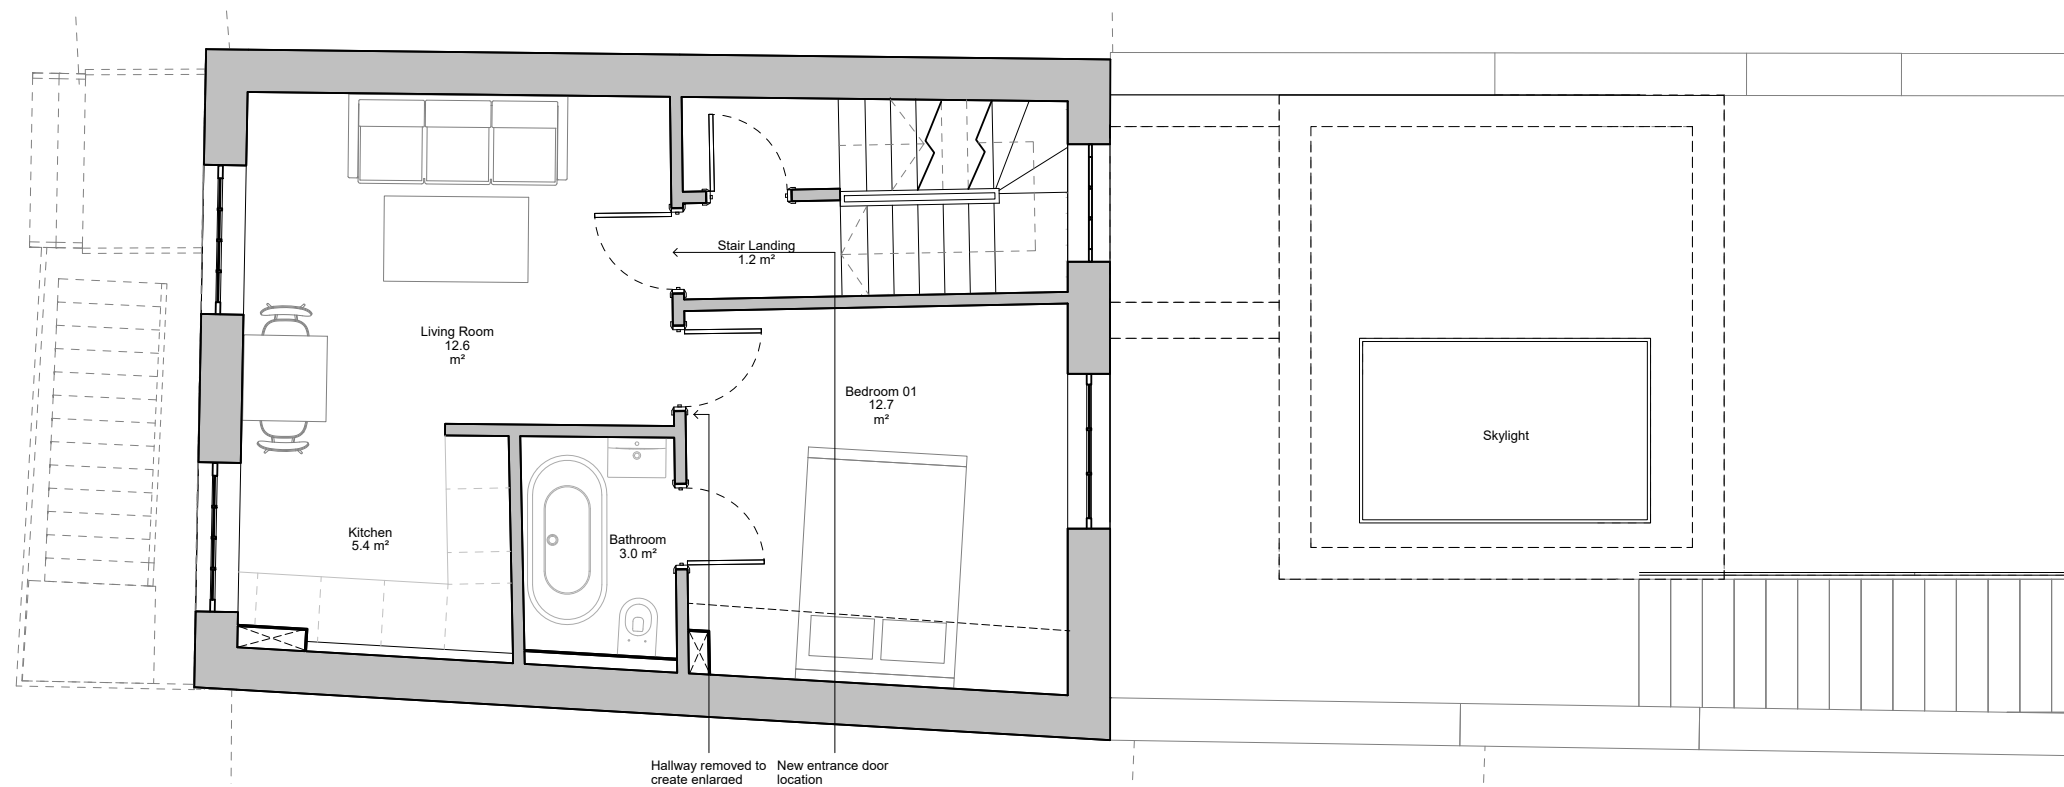 Stair Landing
1.2 m²
Living Room
12.6
m²
Bedroom 01
12.7
m²
Skylight
Kitchen
5.4 m²
Bathroom
3.0 m²
Hallway removed to
create enlarged
New entrance door
location